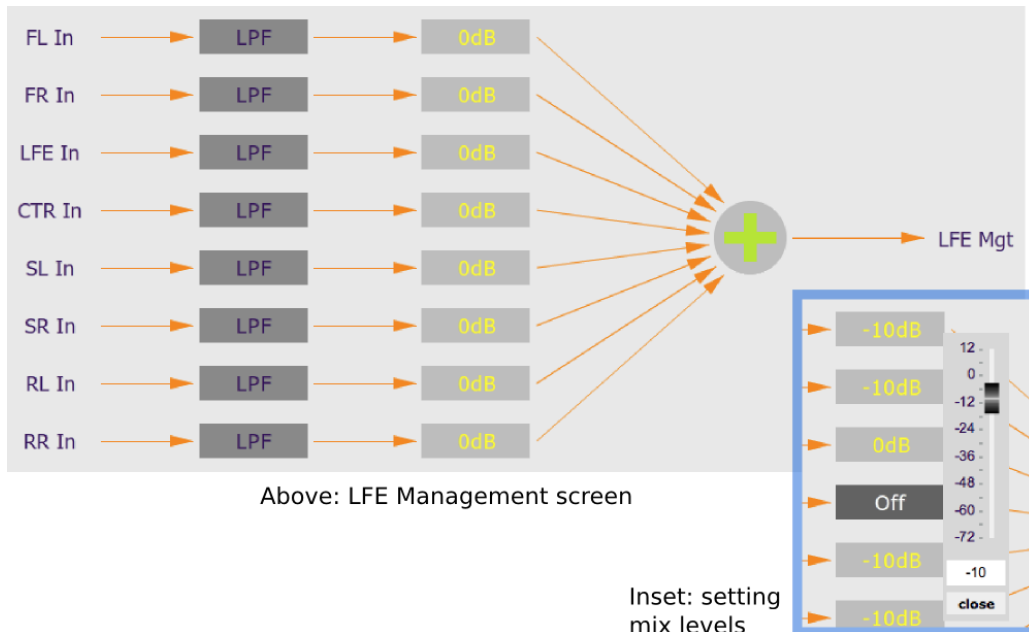 FL In LPF 0dB
FR In LPF 0dB
LFE In LPF 0dB
CTR In LPF 0dB
SL In LPF 0dB
SR In LPF 0dB
RL In LPF 0dB
RR In LPF 0dB
LFE Mgt
Above: LFE Management screen
-10dB
-10dB
0dB
Off
-10dB
-10dB
12
0
-12
-24
-36
-48
-60
-72
-10
close
Inset: setting
mix levels